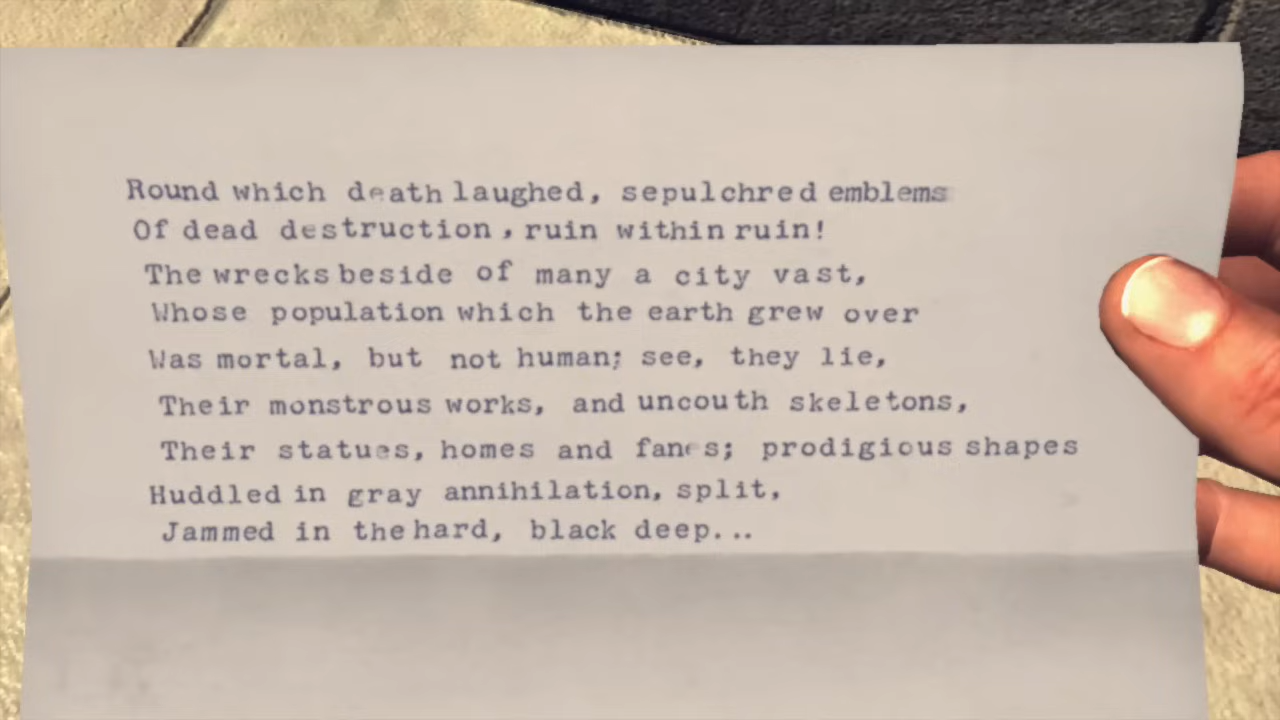 Round which death laughed, sepulchred emblems
Of dead destruction, ruin within ruin!
The wrecks beside of many a city vast,
Whose population which the earth grew over
Was mortal, but not human; see, they lie,
Their monstrous works, and uncouth skeletons,
Their statues, homes and fanes; prodigious shapes
Huddled in gray annihilation, split,
Jammed in the hard, black deep...